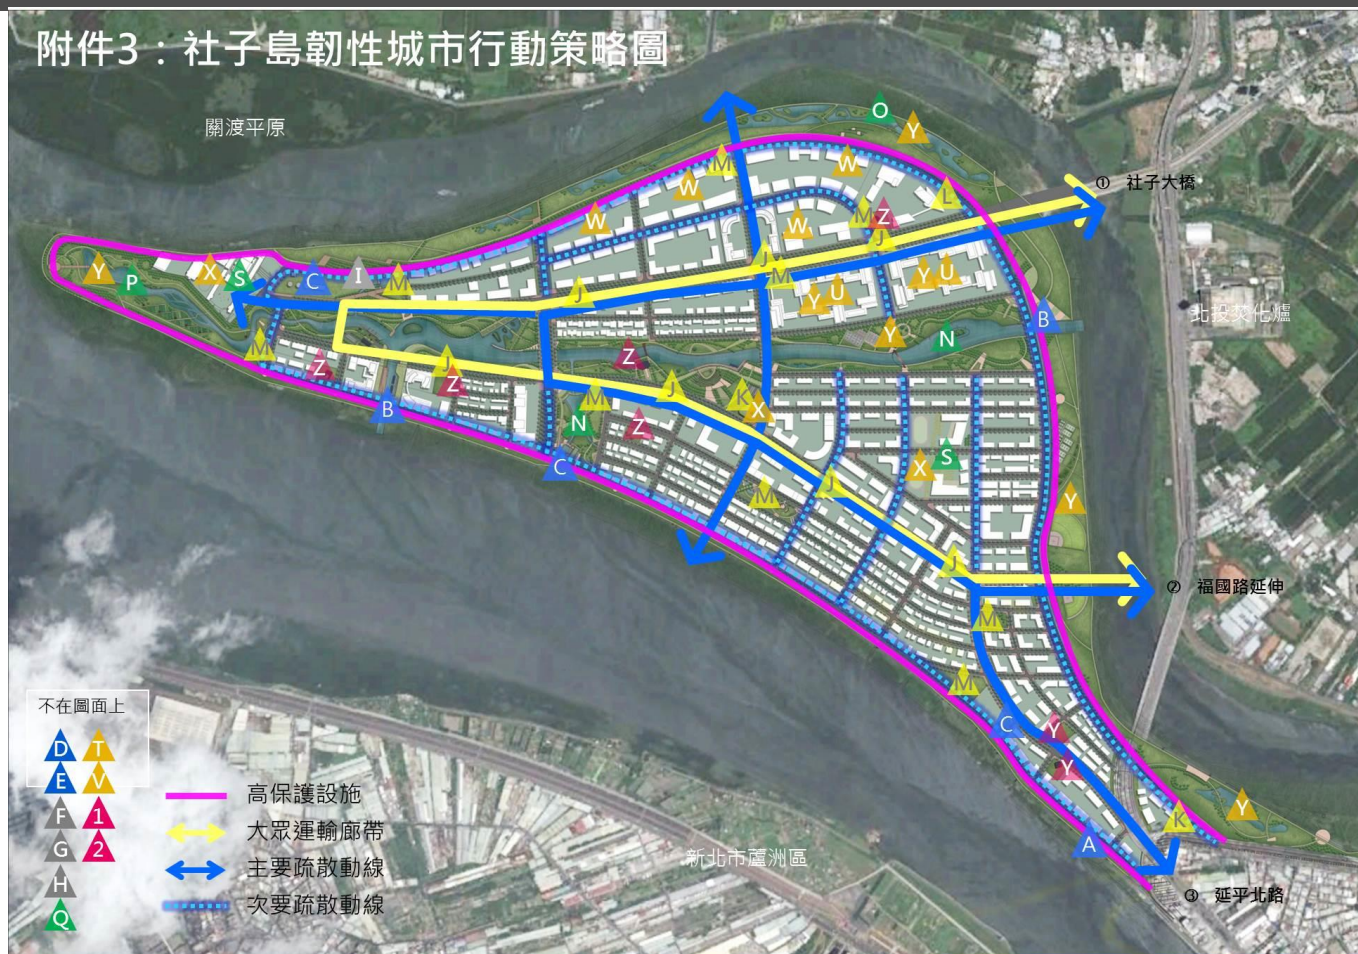 附件3：社子島韌性城市行動策略圖
關渡平原
O
Y
M
W
① 社子大橋
W
L
W
M
Z
W
J
J
Y
X
S
C
I
M
M
Y
U
P
J
Y
U
B
北投焚化爐
Y
N
M
Z
Z
J
Z
J
M
K
X
B
N
Z
C
X
S
J
M
Y
J
② 福國路延伸
M
M
C
Y
不在圖面上
D
T
Y
E
V
高保護設施
Y
F
1
大眾運輸廊帶
K
G
2
A
新北市蘆洲區
主要疏散動線
H
③ 延平北路
次要疏散動線
Q